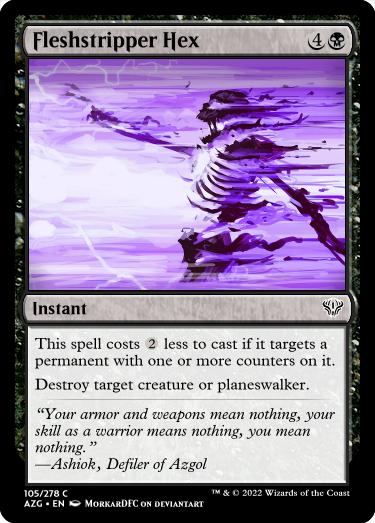 Fleshstripper Hex 4
Instant
This spell costs 2 less to cast if it targets a
permanent with one or more counters on it.
Destroy target creature or planeswalker.
“Your armor and weapons mean nothing, your
skill as a warrior means nothing, you mean
nothing.”
—Ashiok, Defiler of Azgol
105/278 C
AZG • EN MorkarDFC on deviantart
™ & © 2022 Wizards of the Coast